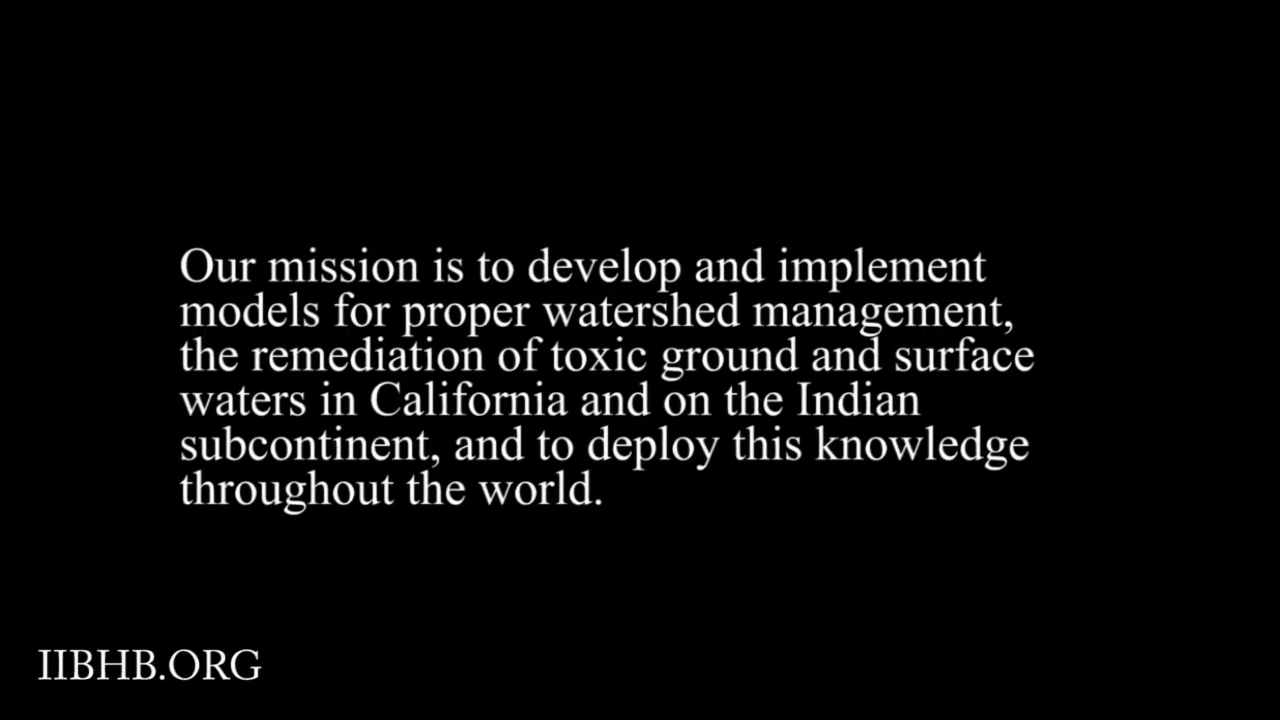 Our mission is to develop and implement
models for proper watershed management,
the remediation of toxic ground and surface
waters in California and on the Indian
subcontinent, and to deploy this knowledge
throughout the world.
IIBHB.ORG